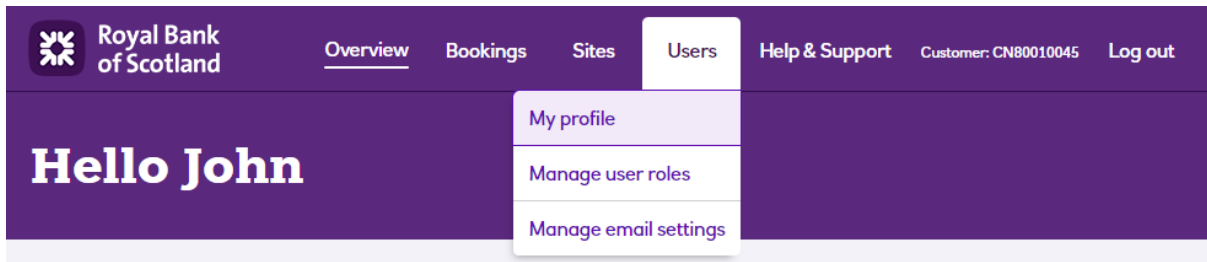 Royal Bank
of Scotland
Overview Bookings Sites Users Help & Support Customer: CN80010045 Log out
My profile
Hello John
Manage user roles
Manage email settings